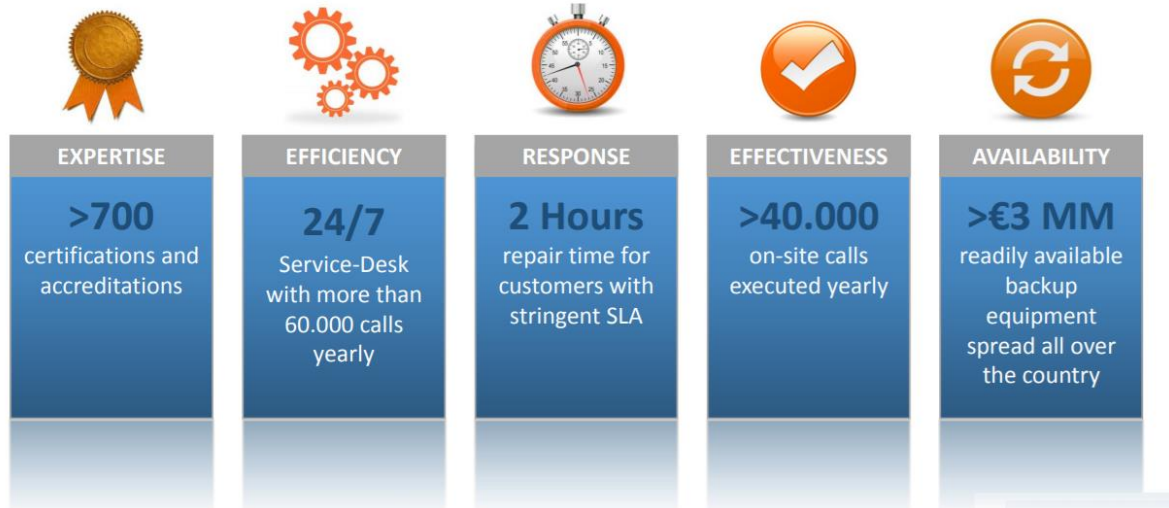 EXPERTISE
>700
certifications and
accreditations
EFFICIENCY
24/7
Service-Desk
with more than
60.000 calls
yearly
RESPONSE
2 Hours
repair time for
customers with
stringent SLA
EFFECTIVENESS
>40.000
on-site calls
executed yearly
AVAILABILITY
>€3 MM
readily available
backup
equipment
spread all over
the country